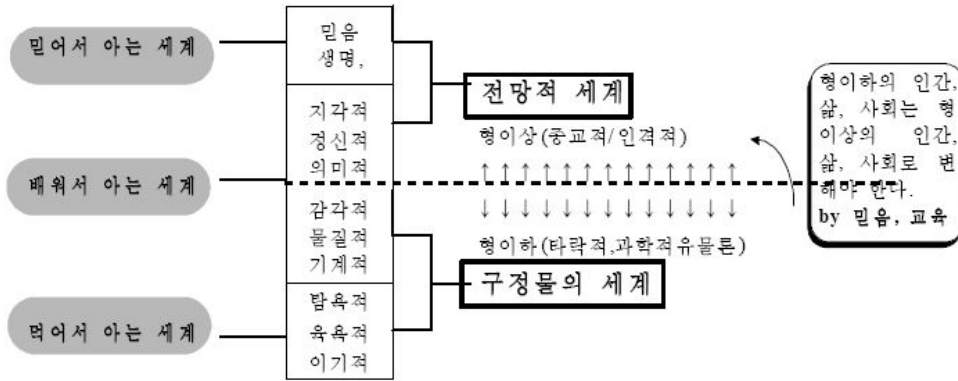 믿어서 아는 세계
배워서 아는 세계
먹어서 아는 세계
믿음
생명,
지각적
정신적
의미적
감각적
물질적
기계적
탐욕적
육욕적
이기적
전망적 세계
형이상(종교적/인격적)
↑ ↑ ↑ ↑ ↑ ↑ ↑ ↑ ↑ ↑ ↑ ↑ ↑
↓ ↓ ↓ ↓ ↓ ↓ ↓ ↓ ↓ ↓ ↓ ↓ ↓
형이하(타락적,과학적유물론)
구정물의 세계
형이하의 인간,
삶, 사회는 형
이상의 인간,
삶, 사회로 변
해야 한다.
by 믿음, 교육